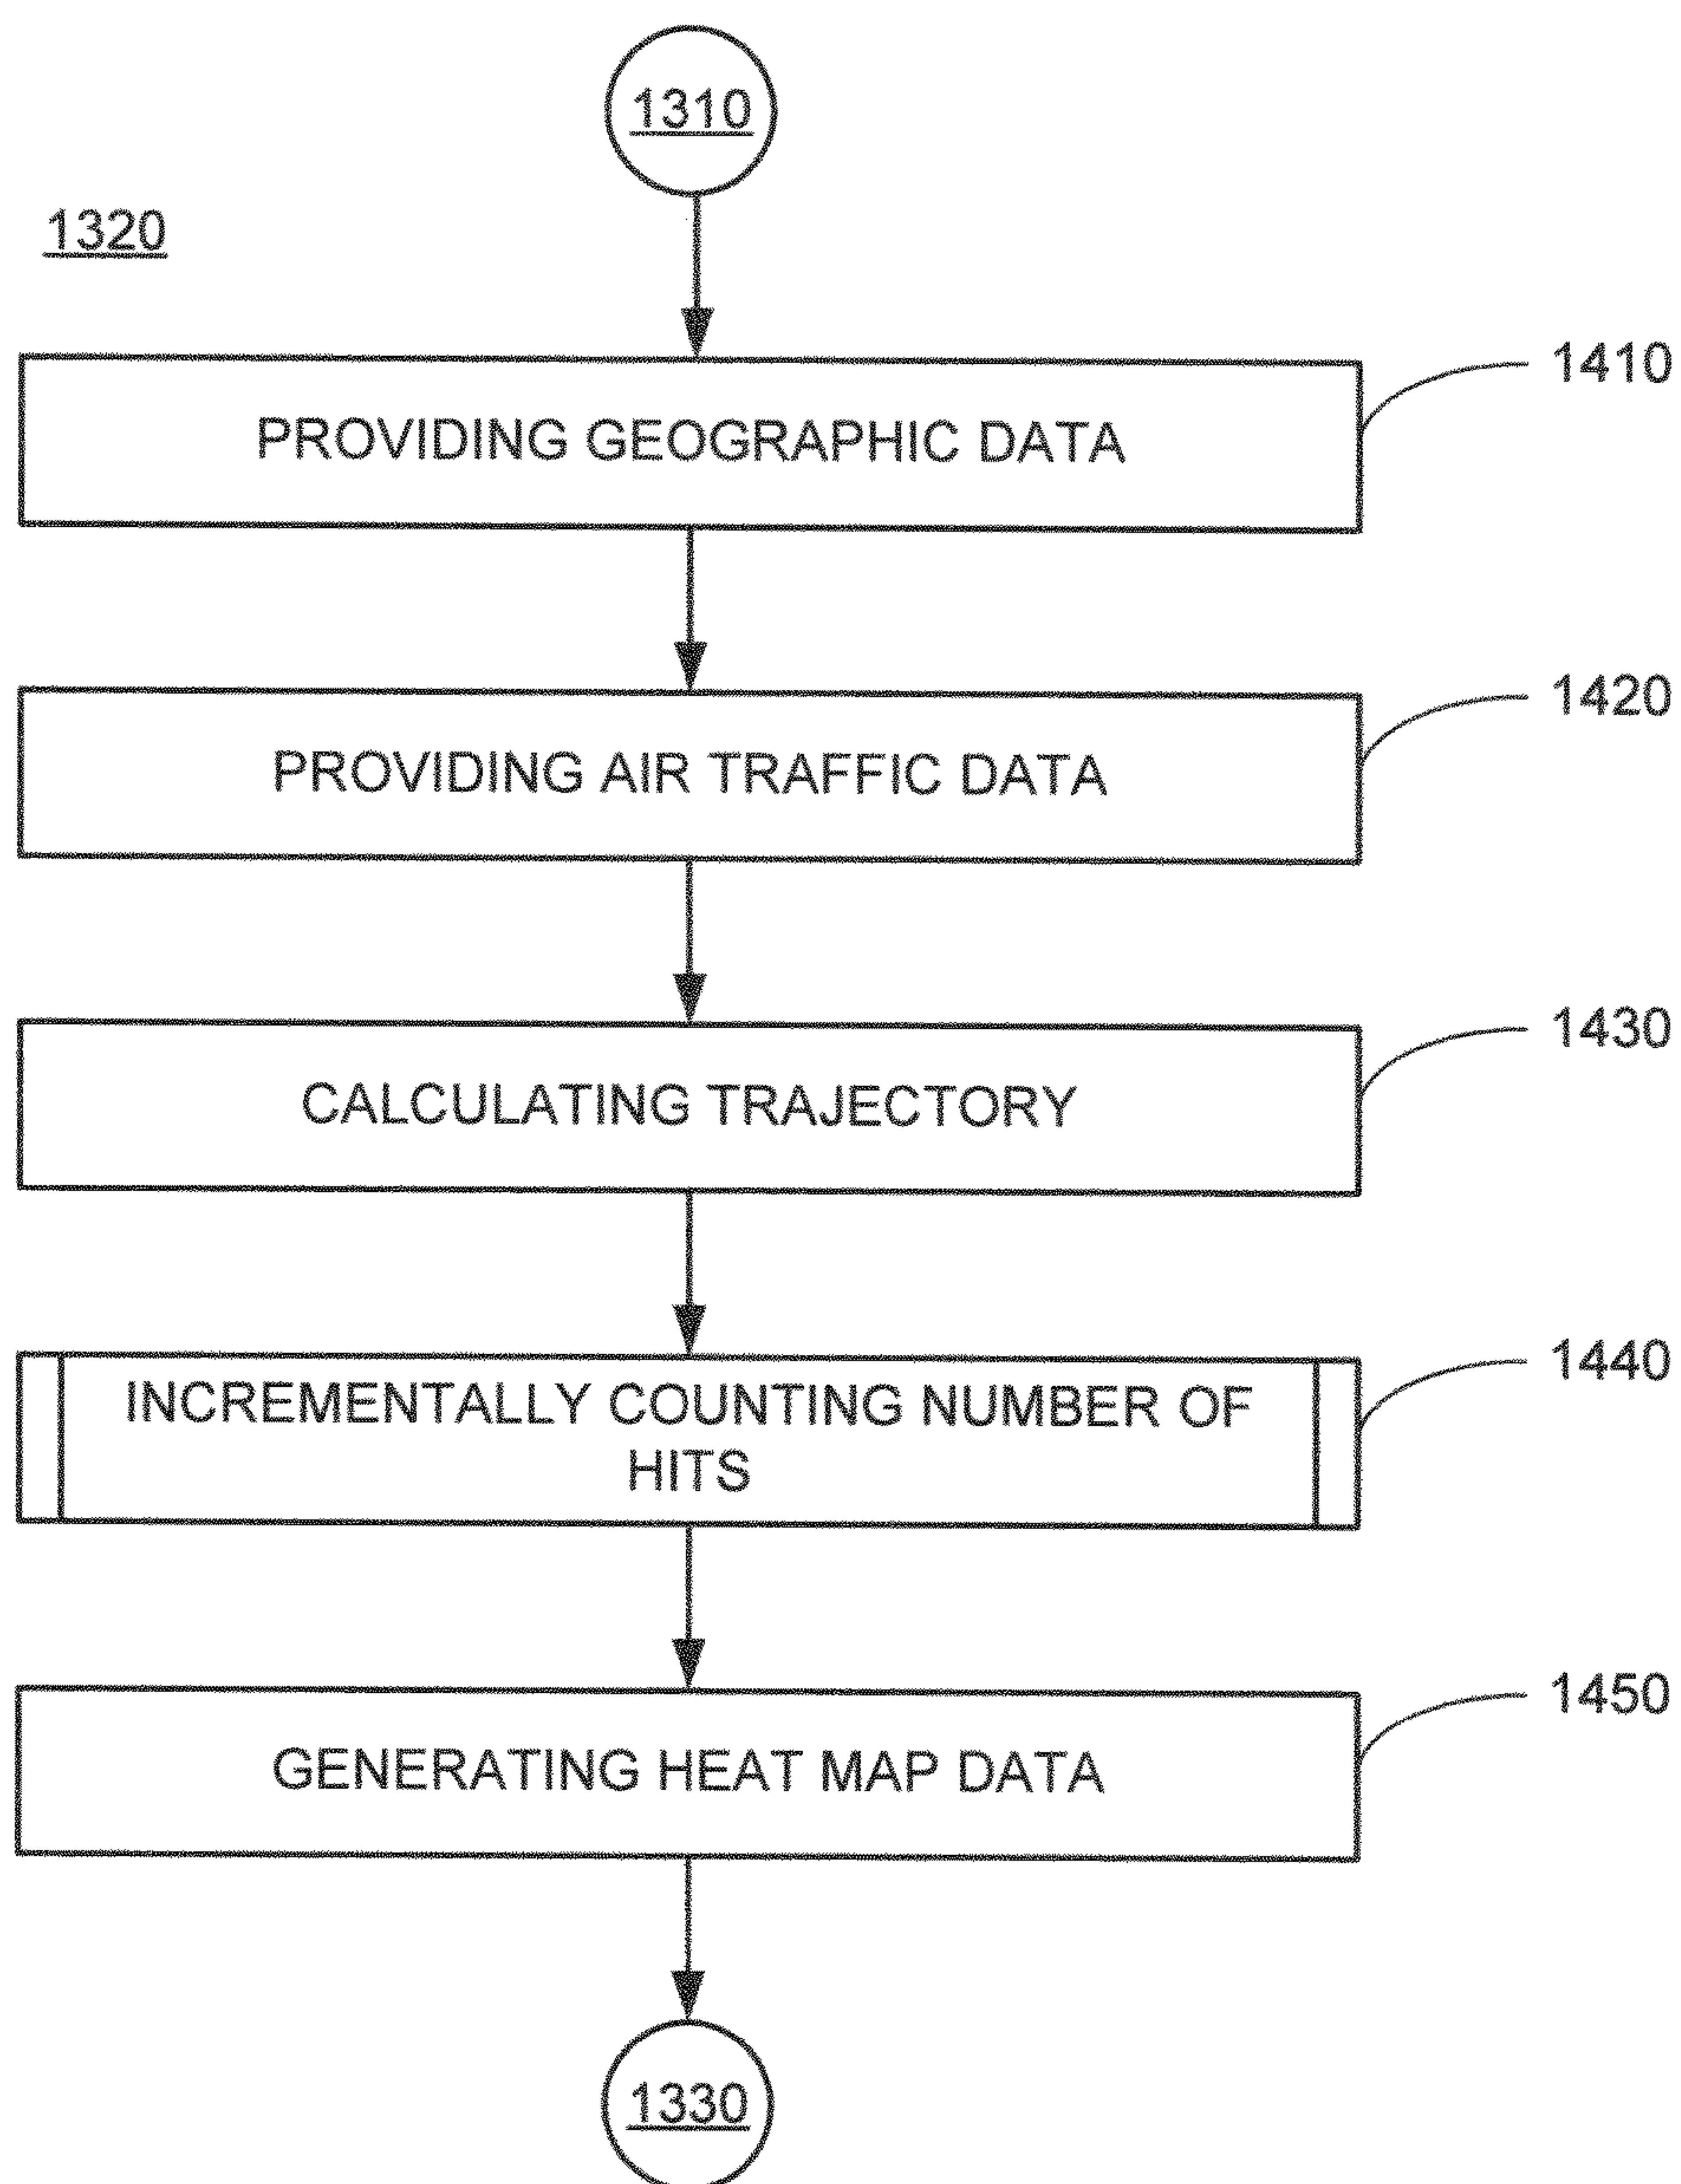 1310
1320
1410
PROVIDING GEOGRAPHIC DATA
1420
PROVIDING AIR TRAFFIC DATA
1430
CALCULATING TRAJECTORY
1440
INCREMENTALLY COUNTING NUMBER OF
HITS
1450
GENERATING HEAT MAP DATA
1330